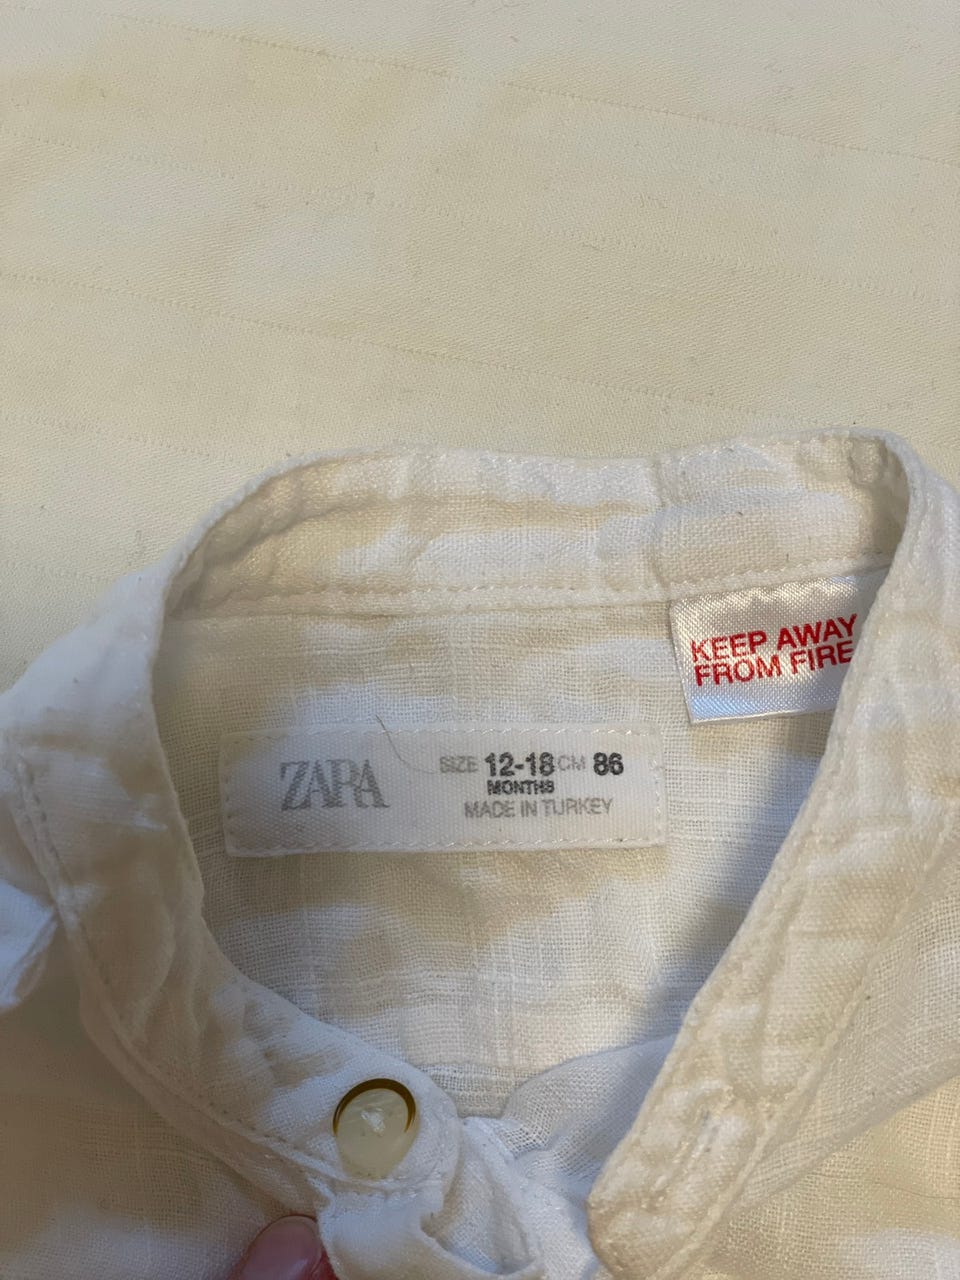 KEEP AWAY
FROM FIRE
ZARA
SIZE 12-18 CM 86
MONTHS
MADE IN TURKEY